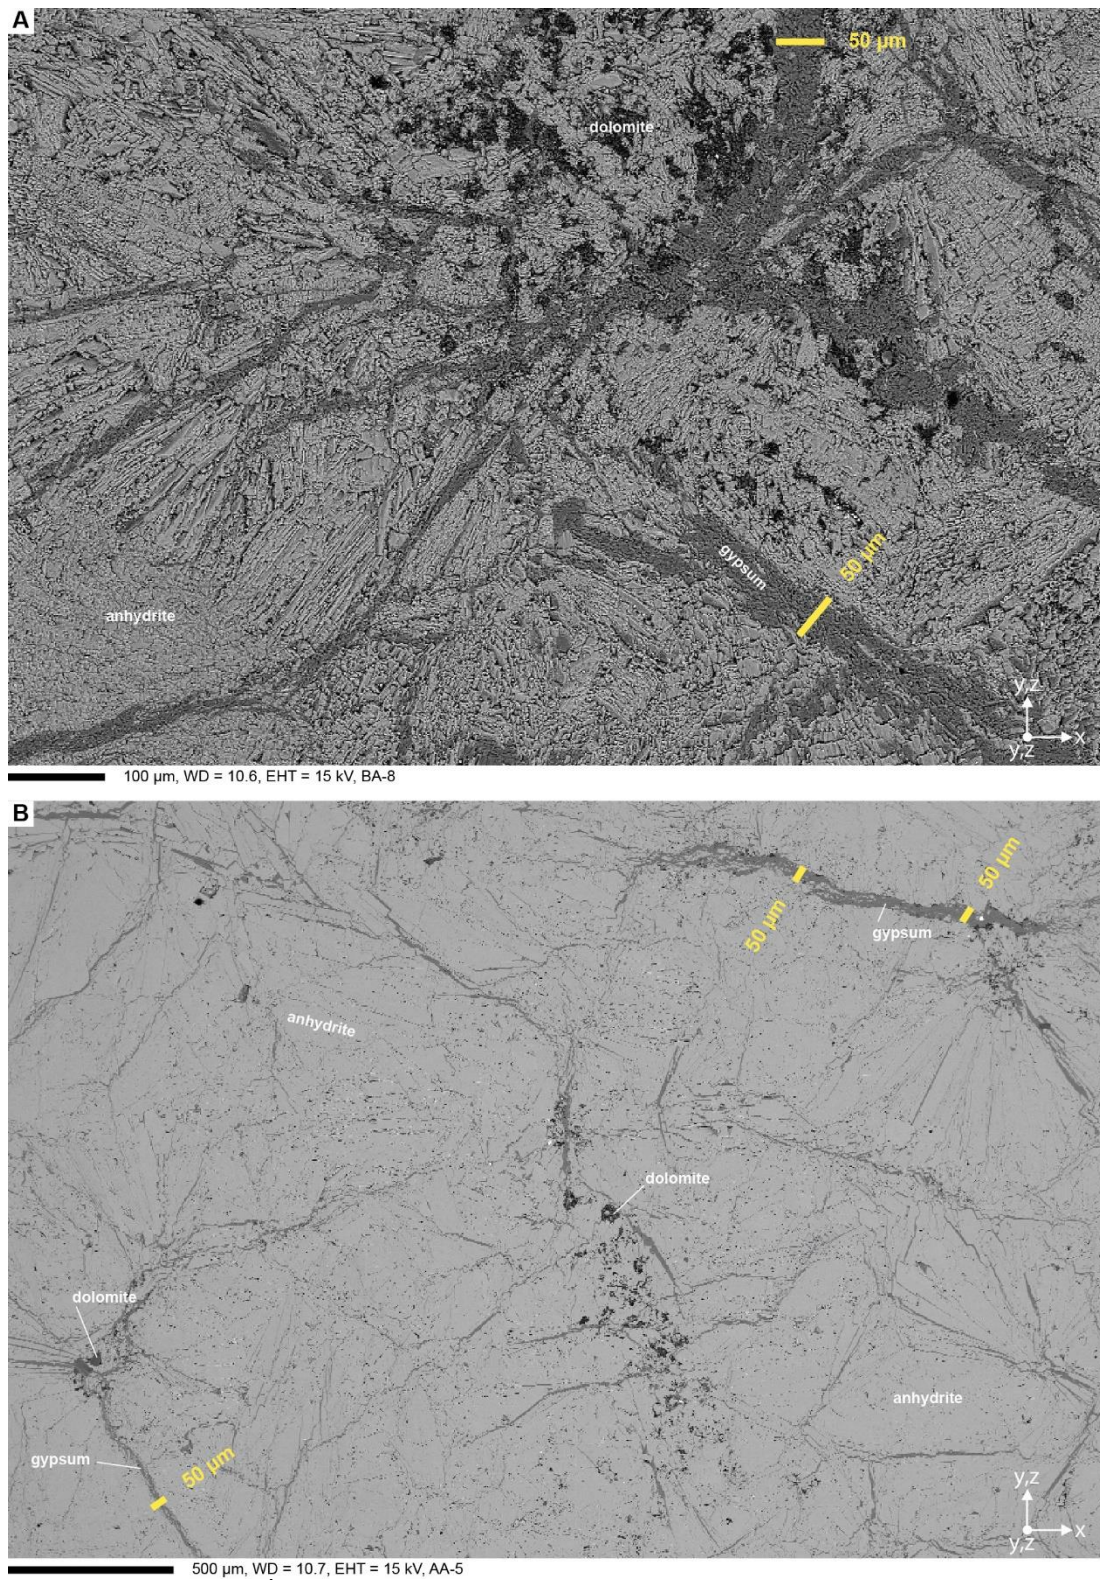 A
50 µm
dolomite
gypsum
50 µm
anhydrite
y,z
x
y,z
100 µm, WD = 10.6, EHT = 15 kV, BA-8
B
50 µm
50 µm
gypsum
anhydrite
dolomite
dolomite
anhydrite
gypsum
50 µm
y,z
x
y,z
500 µm, WD = 10.7, EHT = 15 kV, AA-5